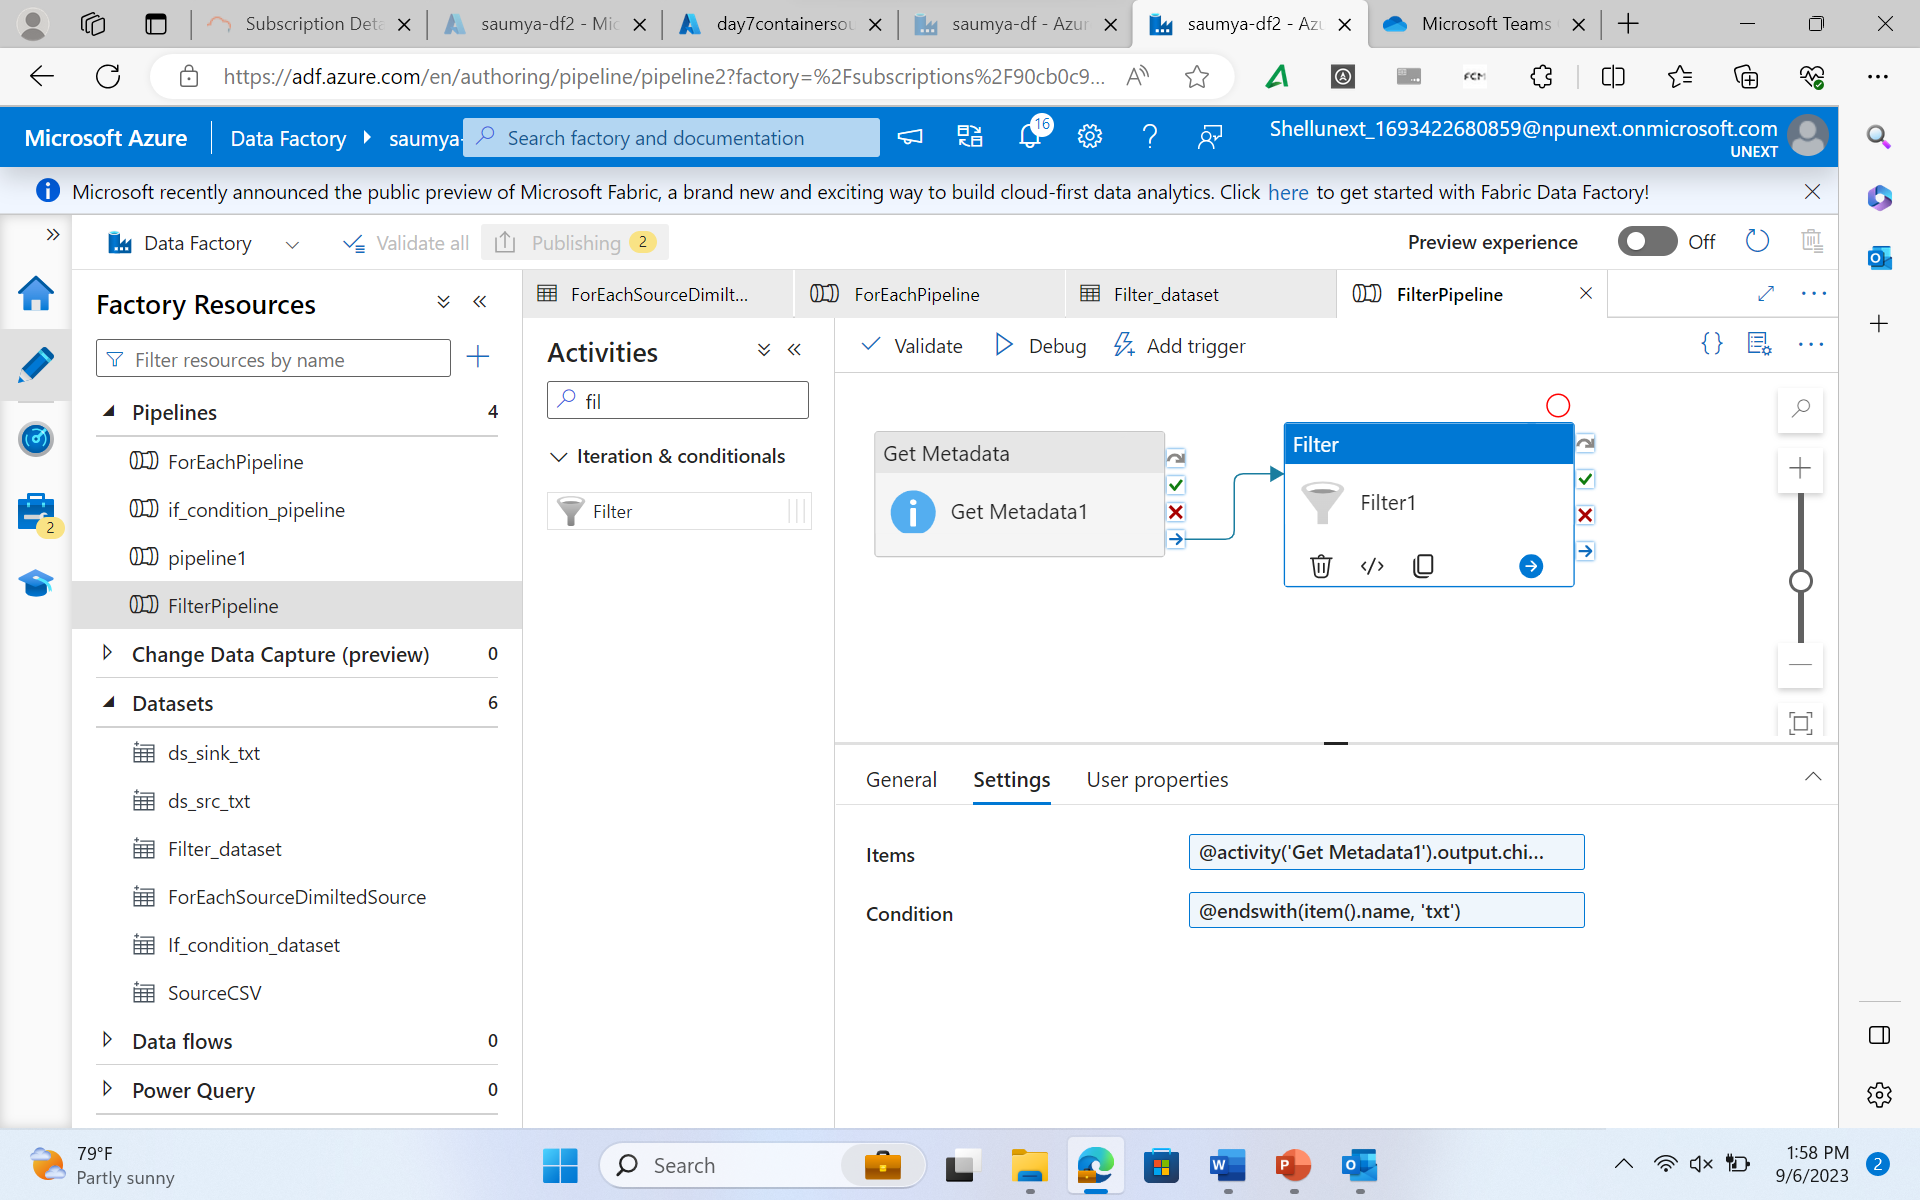 Subscription Deta
saumya-df2 - Mic
day7containersou
saumya-df - Azur
saumya-df2 - Azu
Microsoft Teams
https://adf.azure.com/en/authoring/pipeline/pipeline2?factory=%2Fsubscriptions%2F90cb0c9...
FCM
Microsoft Azure
Data Factory
saumya-
Search factory and documentation
16
Shellunext_1693422680859@npunext.onmicrosoft.com
UNEXT
Microsoft recently announced the public preview of Microsoft Fabric, a brand new and exciting way to build cloud-first data analytics. Click here to get started with Fabric Data Factory!
Data Factory
Validate all
Publishing 2
Preview experience
Off
Factory Resources
Filter resources by name
Pipelines 4
ForEachPipeline
if_condition_pipeline
pipeline1
FilterPipeline
Change Data Capture (preview) 0
Datasets 6
ds_sink_txt
ds_src_txt
Filter_dataset
ForEachSourceDimiltedSource
If_condition_dataset
SourceCSV
Data flows 0
Power Query 0
2
ForEachSourceDimilt...
ForEachPipeline
Filter_dataset
FilterPipeline
Activities
fil
Iteration & conditionals
Filter
Validate
Debug
Add trigger
Get Metadata
Get Metadata1
Filter
Filter1
General
Settings
User properties
Items
@activity('Get Metadata1').output.chi...
Condition
@endswith(item().name, 'txt')
79°F
Partly sunny
Search
1:58 PM
9/6/2023
2